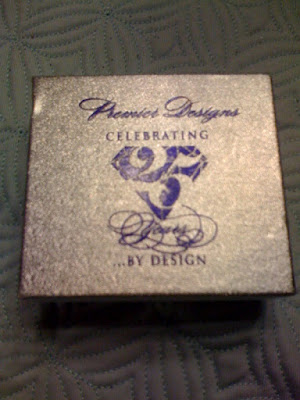 Premier Designs
CELEBRATING
25
Years
...BY DESIGN